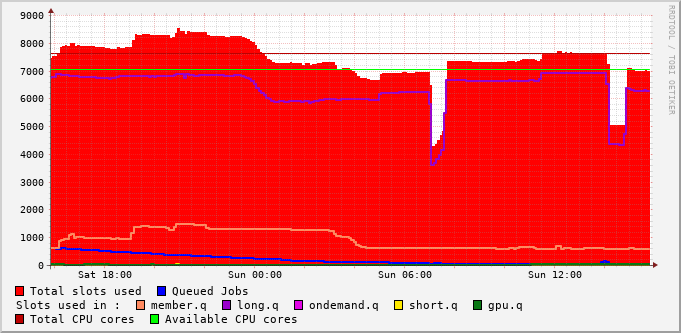 9000
8000
7000
6000
5000
4000
3000
2000
1000
0
Sat 18:00 Sun 00:00 Sun 06:00 Sun 12:00
RRDTOOL / TOBI OETIKER
Total slots used Queued Jobs
Slots used in : member.q long.q ondemand.q short.q gpu.q
Total CPU cores Available CPU cores